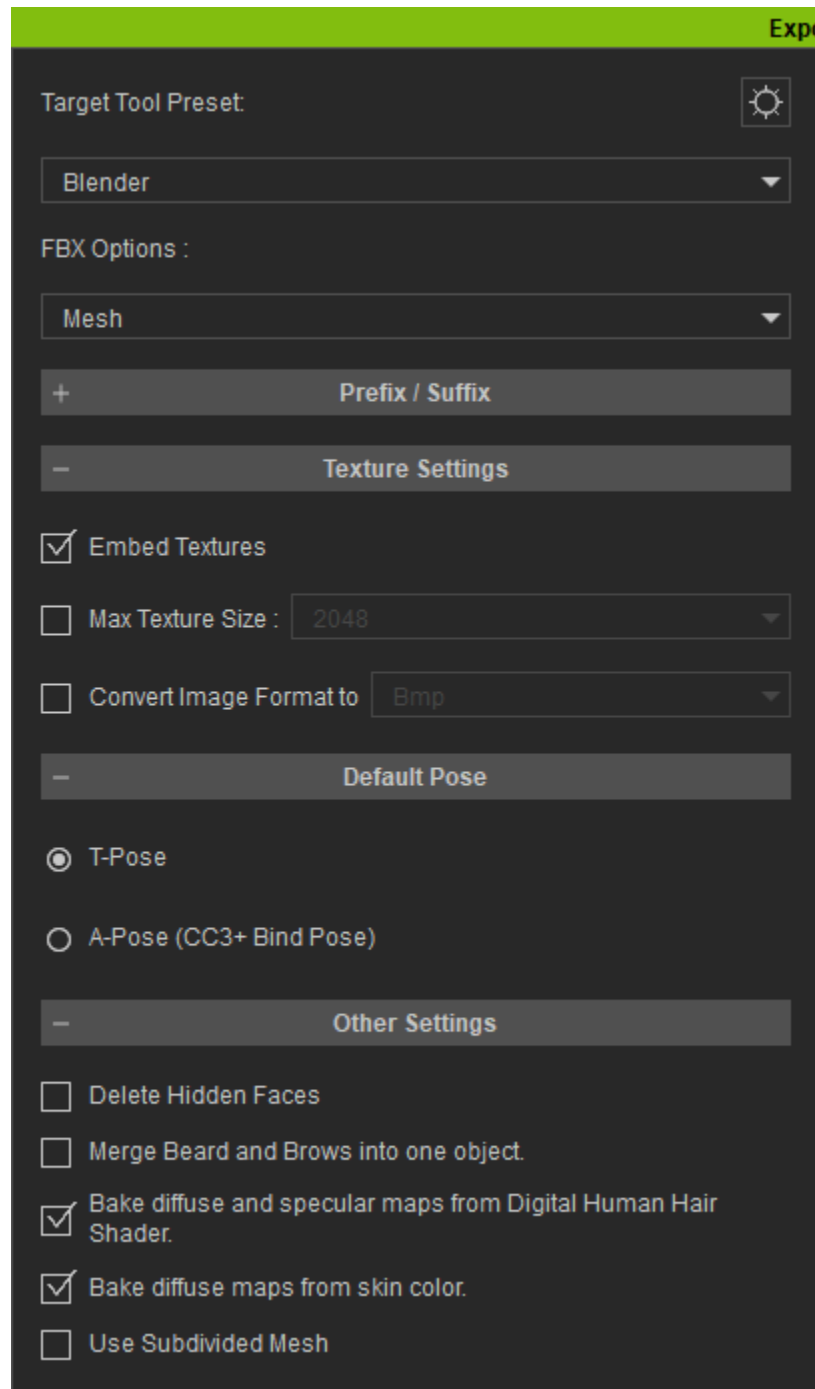 Expo
Target Tool Preset:
Blender
FBX Options :
Mesh
+ Prefix / Suffix
– Texture Settings
Embed Textures
Max Texture Size : 2048
Convert Image Format to Bmp
– Default Pose
T-Pose
A-Pose (CC3+ Bind Pose)
– Other Settings
Delete Hidden Faces
Merge Beard and Brows into one object.
Bake diffuse and specular maps from Digital Human Hair
Shader.
Bake diffuse maps from skin color.
Use Subdivided Mesh